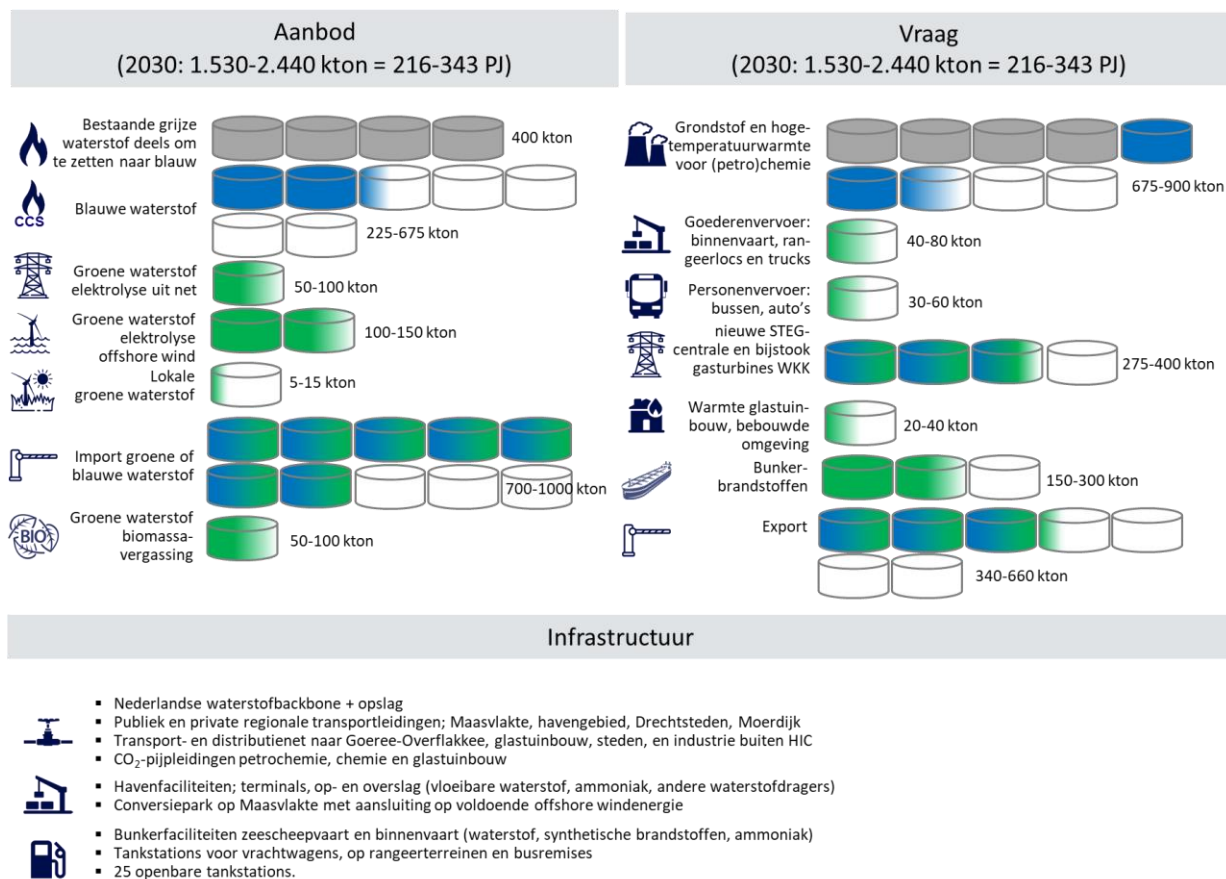 Aanbod
(2030: 1.530-2.440 kton = 216-343 PJ)
Bestaande grijze
waterstof deels om
te zetten naar blauw
400 kton
CCS
Blauwe waterstof
225-675 kton
Groene waterstof
elektrolyse uit net
50-100 kton
Groene waterstof
elektrolyse
offshore wind
100-150 kton
Lokale
groene waterstof
5-15 kton
Import groene of
blauwe waterstof
700-1000 kton
BIO
Groene waterstof
biomassa-
vergassing
50-100 kton
Vraag
(2030: 1.530-2.440 kton = 216-343 PJ)
Grondstof en hoge-
temperatuurwarmte
voor (petro)chemie
675-900 kton
Goederenvervoer:
binnenvaart, ran-
geerlocs en trucks
40-80 kton
Personenvervoer:
bussen, auto's
30-60 kton
nieuwe STEG-
centrale en bijstook
gasturbines WKK
275-400 kton
Warmte glastuin-
bouw, bebouwde
omgeving
20-40 kton
Bunker-
brandstoffen
150-300 kton
Export
340-660 kton
Infrastructuur
▪ Nederlandse waterstofbackbone + opslag
▪ Publiek en private regionale transportleidingen; Maasvlakte, havengebied, Drechtsteden, Moerdijk
▪ Transport- en distributienet naar Goeree-Overflakkee, glastuinbouw, steden, en industrie buiten HIC
▪ CO₂-pijpleidingen petrochemie, chemie en glastuinbouw
▪ Havenfaciliteiten; terminals, op- en overslag (vloeibare waterstof, ammoniak, andere waterstofdragers)
▪ Conversiepark op Maasvlakte met aansluiting op voldoende offshore windenergie
▪ Bunkerfaciliteiten zeescheepvaart en binnenvaart (waterstof, synthetische brandstoffen, ammoniak)
▪ Tankstations voor vrachtwagens, op rangeerterreinen en busremises
▪ 25 openbare tankstations.